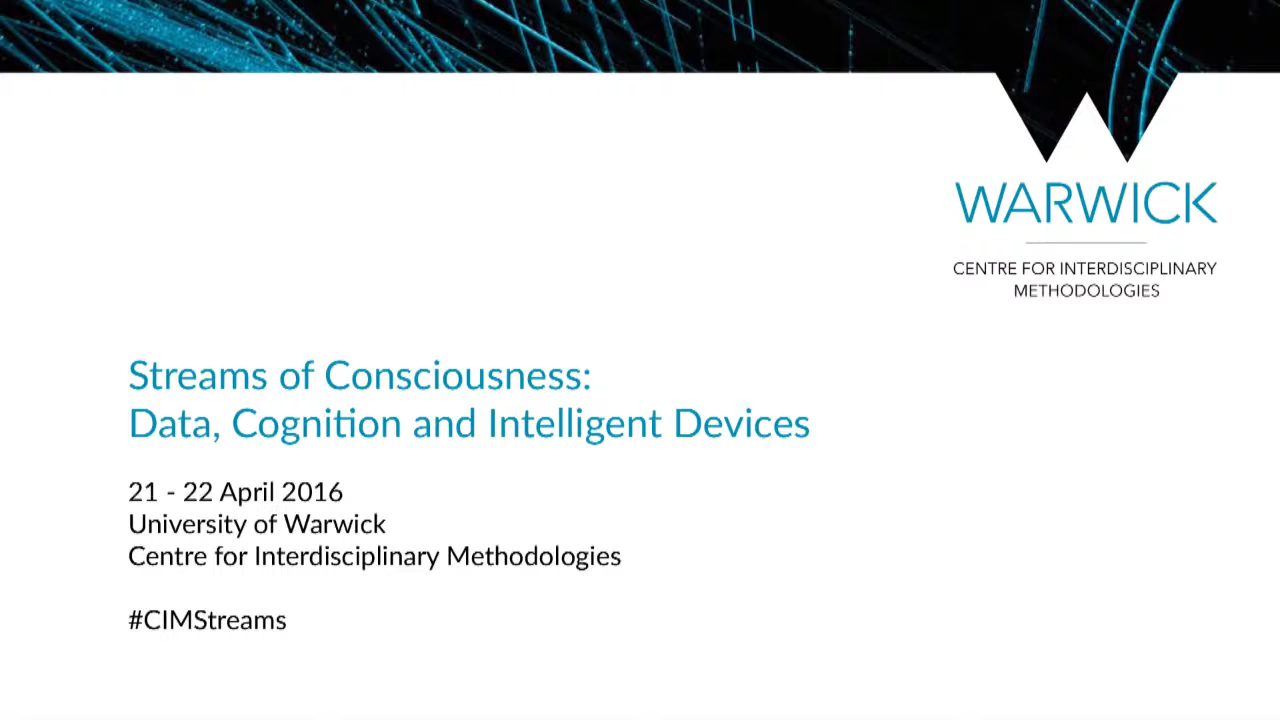 WARWICK
CENTRE FOR INTERDISCIPLINARY
METHODOLOGIES
Streams of Consciousness:
Data, Cognition and Intelligent Devices
21 - 22 April 2016
University of Warwick
Centre for Interdisciplinary Methodologies
#CIMStreams